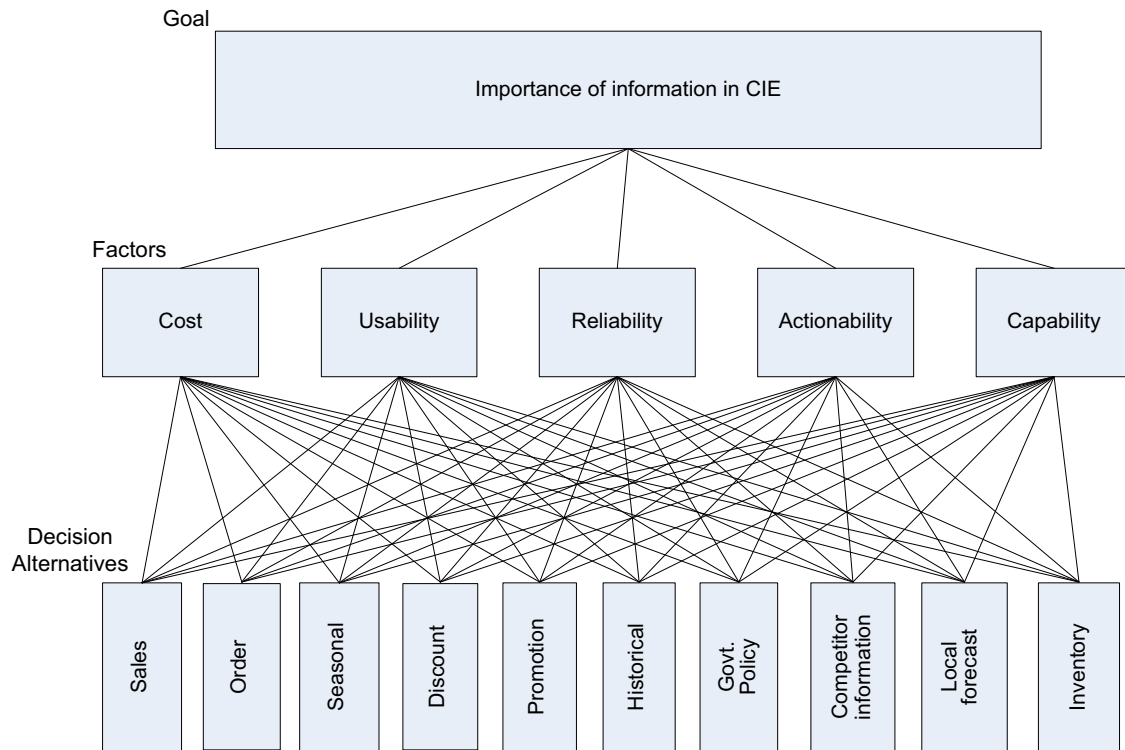 Goal
Importance of information in CIE
Factors
Cost
Usability
Reliability
Actionability
Capability
Decision
Alternatives
Sales
Order
Seasonal
Discount
Promotion
Historical
Govt.
Policy
Competitor
information
Local
forecast
Inventory